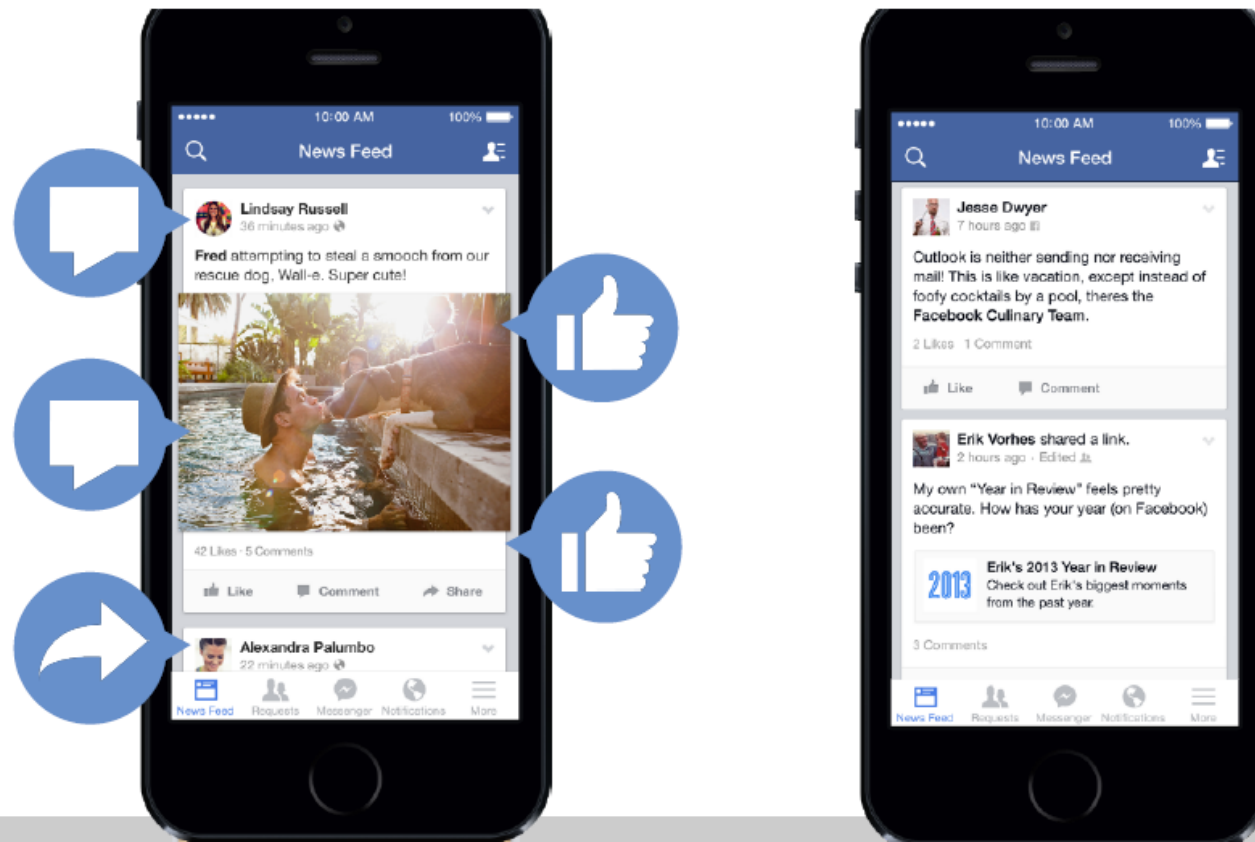 10:00 AM
100%
News Feed
Lindsay Russell
36 minutes ago
Fred attempting to steal a smooch from our
rescue dog, Wall-e. Super cute!
42 Likes · 5 Comments
Like
Comment
Share
Alexandra Palumbo
22 minutes ago
News Feed
Requests
Messenger
Notifications
More
10:00 AM
100%
News Feed
Jesse Dwyer
7 hours ago
Outlook is neither sending nor receiving
mail! This is like vacation, except instead of
foofy cocktails by a pool, theres the
Facebook Culinary Team.
2 Likes 1 Comment
Like
Comment
Erik Vorhes shared a link.
2 hours ago · Edited
My own "Year in Review" feels pretty
accurate. How has your year (on Facebook)
been?
2013
Erik's 2013 Year in Review
Check out Erik's biggest moments
from the past year.
3 Comments
News Feed
Requests
Messenger
Notifications
More